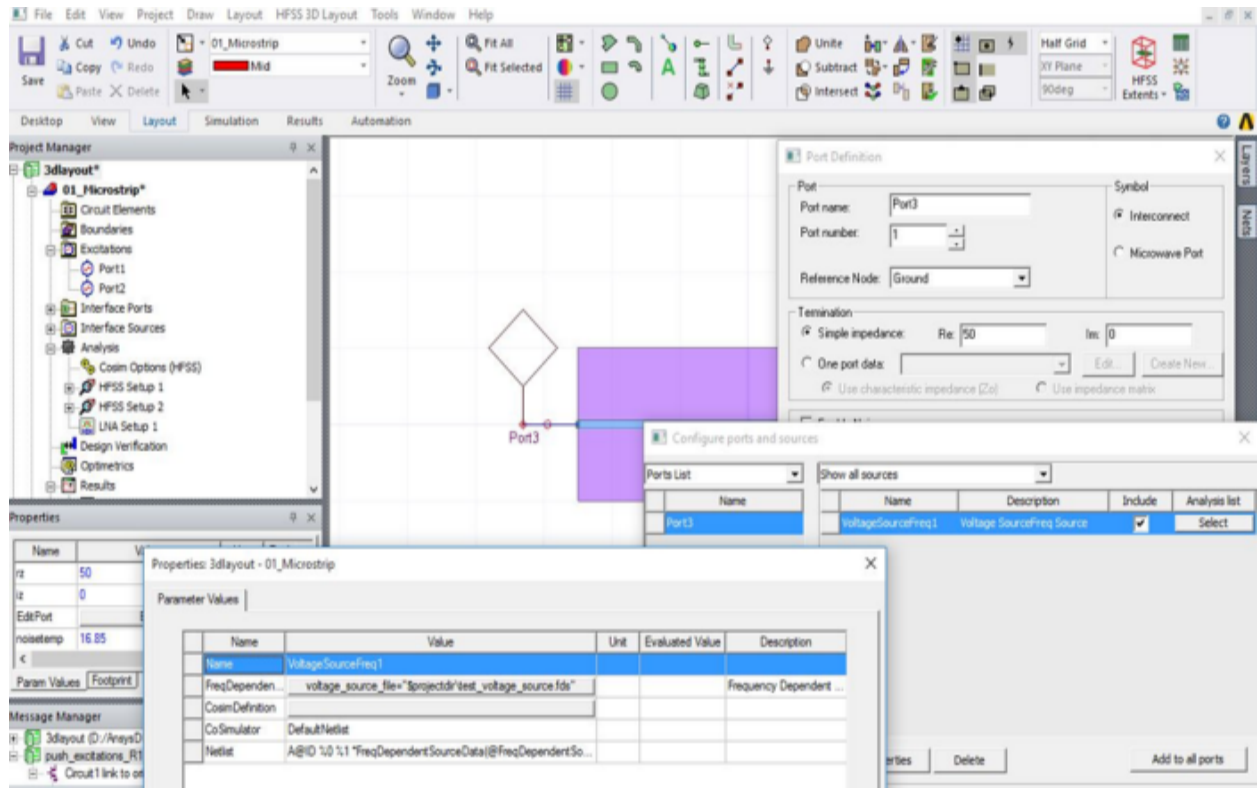 File Edit View Project Draw Layout HFSS 3D Layout Tools Window Help
Save
Cut Undo
Copy Redo
Paste Delete
01_Microstrip
Mid
Zoom
Fit All
Fit Selected
Unite
Subtract
Intersect
Half Grid
XY Plane
90deg
HFSS
Extents
Desktop View Layout Simulation Results Automation
Project Manager
3dlayout*
01_Microstrip*
Circuit Elements
Boundaries
Excitations
Port1
Port2
Interface Ports
Interface Sources
Analysis
Cosim Options (HFSS)
HFSS Setup 1
HFSS Setup 2
LNA Setup 1
Design Verification
Optimetrics
Results
Layers
Nets
Port3
Port Definition
Port
Port name: Port3
Port number: 1
Reference Node: Ground
Symbol
Interconnect
Microwave Port
Termination
Simple impedance: Re: 50 Im: 0
One port data: Edit... Create New...
Use characteristic impedance (Zo) Use impedance matrix
Configure ports and sources
Ports List Show all sources
Name
Port3
Name Description Include Analysis list
VoltageSourceFreq1 Voltage SourceFreq Source Select
Delete Add to all ports
Properties
Name
rz 50
iz 0
EditPort
noisetemp 16.85
Param Values Footprint
Message Manager
3dlayout (D:/AnsysD
push_excitations_R1
Circuit1 link to
Properties: 3dlayout - 01_Microstrip
Parameter Values
Name Value Unit Evaluated Value Description
Name VoltageSourceFreq1
FreqDependen... voltage_source_file="$projectdir\test_voltage_source.fds" Frequency Dependent ...
CosimDefinition
CoSimulator DefaultNetlist
Netlist A@ID %0 %1 *FreqDependentSourceData(@FreqDependentSo...